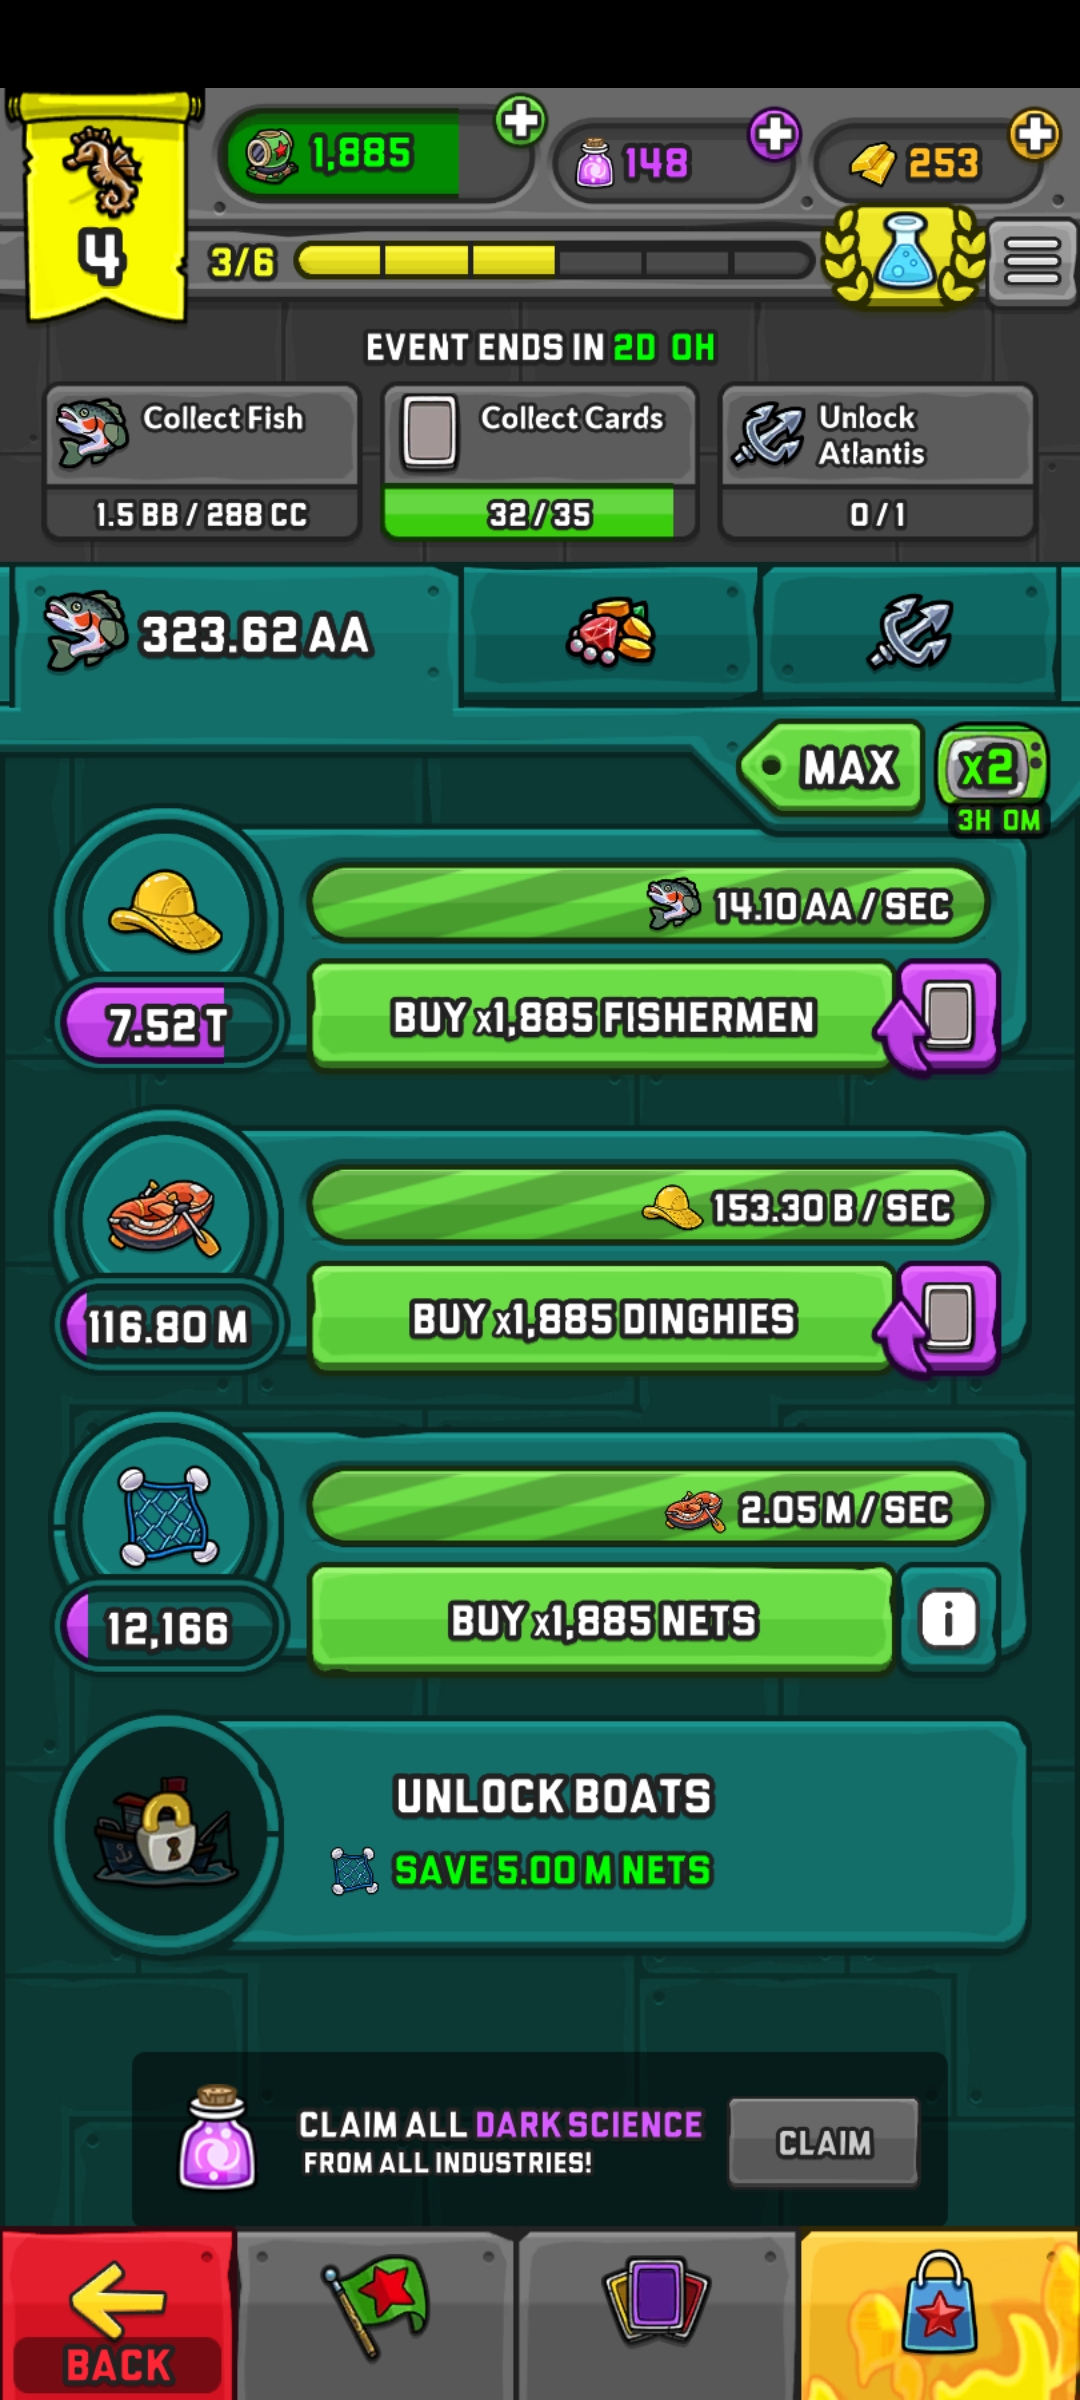 4
1,885
148
253
3/6
EVENT ENDS IN 2D 0H
Collect Fish
1.5 BB / 288 CC
Collect Cards
32/35
Unlock
Atlantis
0/1
323.62 AA
MAX
x2
3H 0M
14.10 AA / SEC
7.52 T
BUY x1,885 FISHERMEN
153.30 B / SEC
116.80 M
BUY x1,885 DINGHIES
2.05 M / SEC
12,166
BUY x1,885 NETS
i
UNLOCK BOATS
SAVE 5.00 M NETS
CLAIM ALL DARK SCIENCE
FROM ALL INDUSTRIES!
CLAIM
BACK